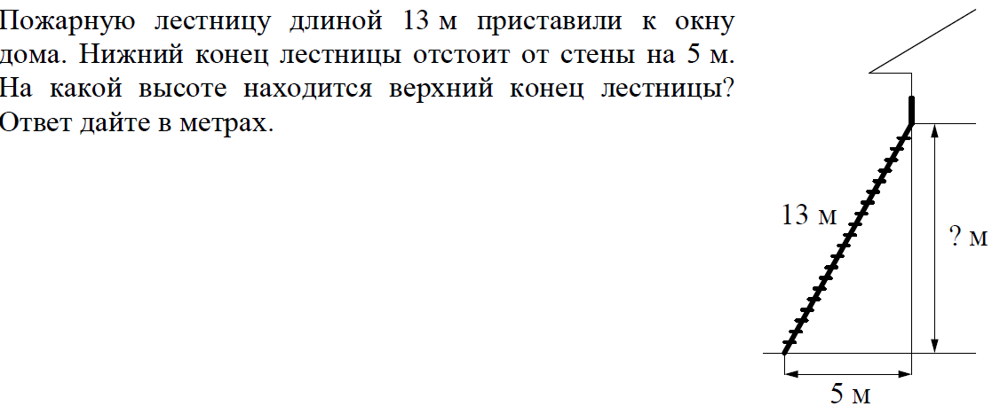 Пожарную лестницу длиной 13 м приставили к окну
дома. Нижний конец лестницы отстоит от стены на 5 м.
На какой высоте находится верхний конец лестницы?
Ответ дайте в метрах.
13 м
? м
5 м